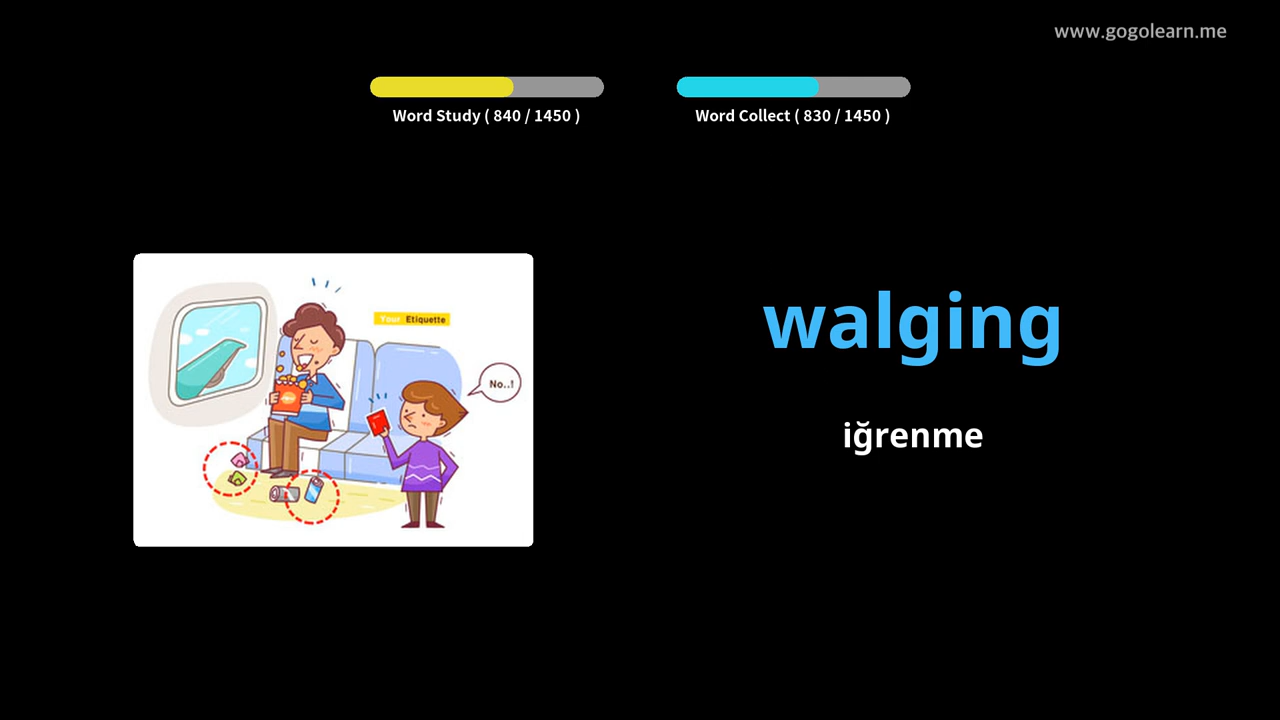 www.gogolearn.me
Word Study ( 840 / 1450 )
Word Collect ( 830 / 1450 )
Your Etiquette
No..!
walging
iğrenme